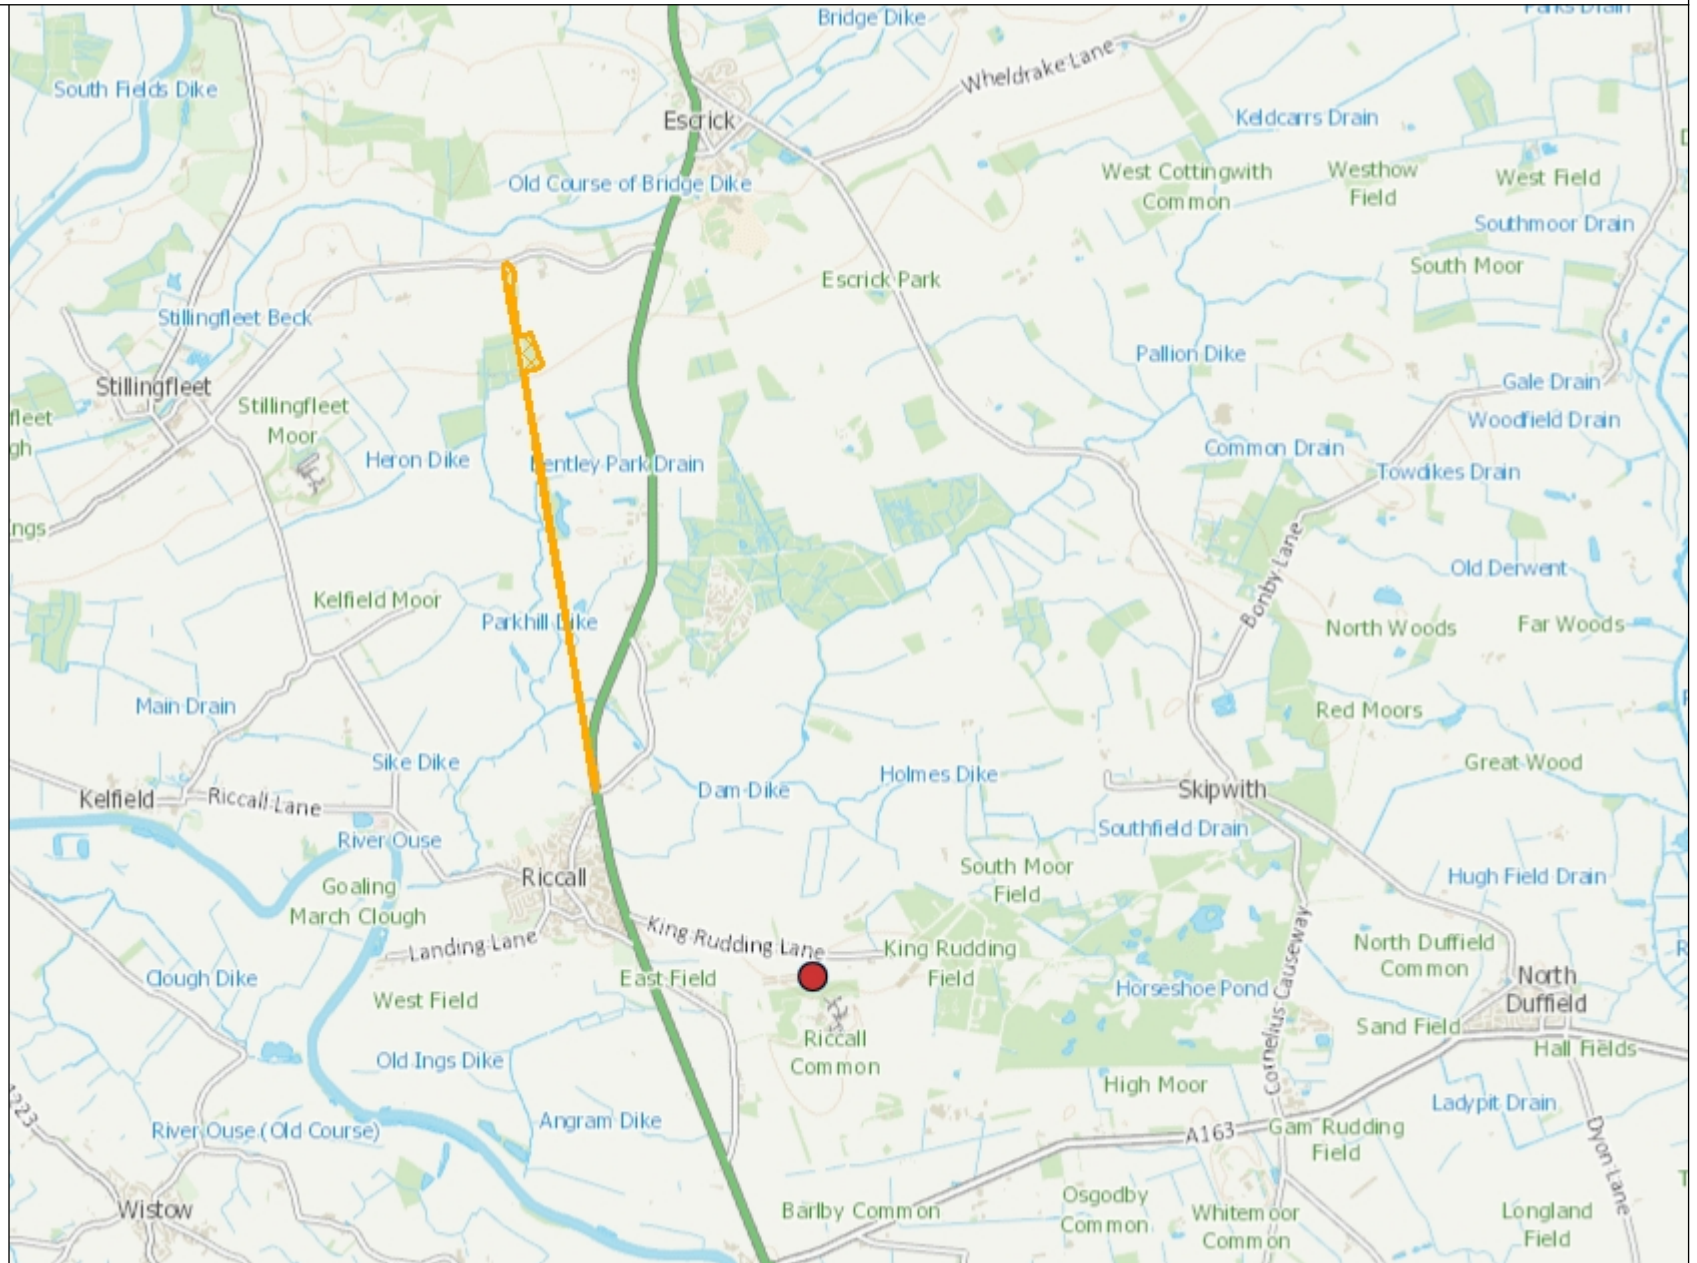 Bridge Dike
Parks Drain
South Fields Dike
Wheldrake Lane
Escrick
Keldcarrs Drain
West Cottingwith
Common
Westhow
Field
West Field
Old Course of Bridge Dike
Southmoor Drain
South Moor
Escrick Park
Stillingfleet Beck
Pallion Dike
Gale Drain
Stillingfleet
Stillingfleet
Moor
fleet
gh
Woodfield Drain
Common Drain
Heron Dike
Bentley Park Drain
Towdikes Drain
ngs
Bonby Lane
Old Derwent
Kelfield Moor
Parkhill Dike
North Woods
Far Woods
Main Drain
Red Moors
Sike Dike
Great Wood
Holmes Dike
Dam Dike
Skipwith
Kelfield
Riccall Lane
Southfield Drain
River Ouse
South Moor
Field
Riccall
Hugh Field Drain
Goaling
March Clough
King Rudding Lane
Landing Lane
King Rudding
Field
North Duffield
Common
Clough Dike
East Field
Horseshoe Pond
Cornelius Causeway
North
Duffield
West Field
Sand Field
Riccall
Common
Hall Fields
Old Ings Dike
High Moor
Ladypit Drain
1223
River Ouse (Old Course)
Angram Dike
A163
Gam Rudding
Field
Dyon Lane
Wistow
Barlby Common
Osgodby
Common
Whitemoor
Common
Longland
Field